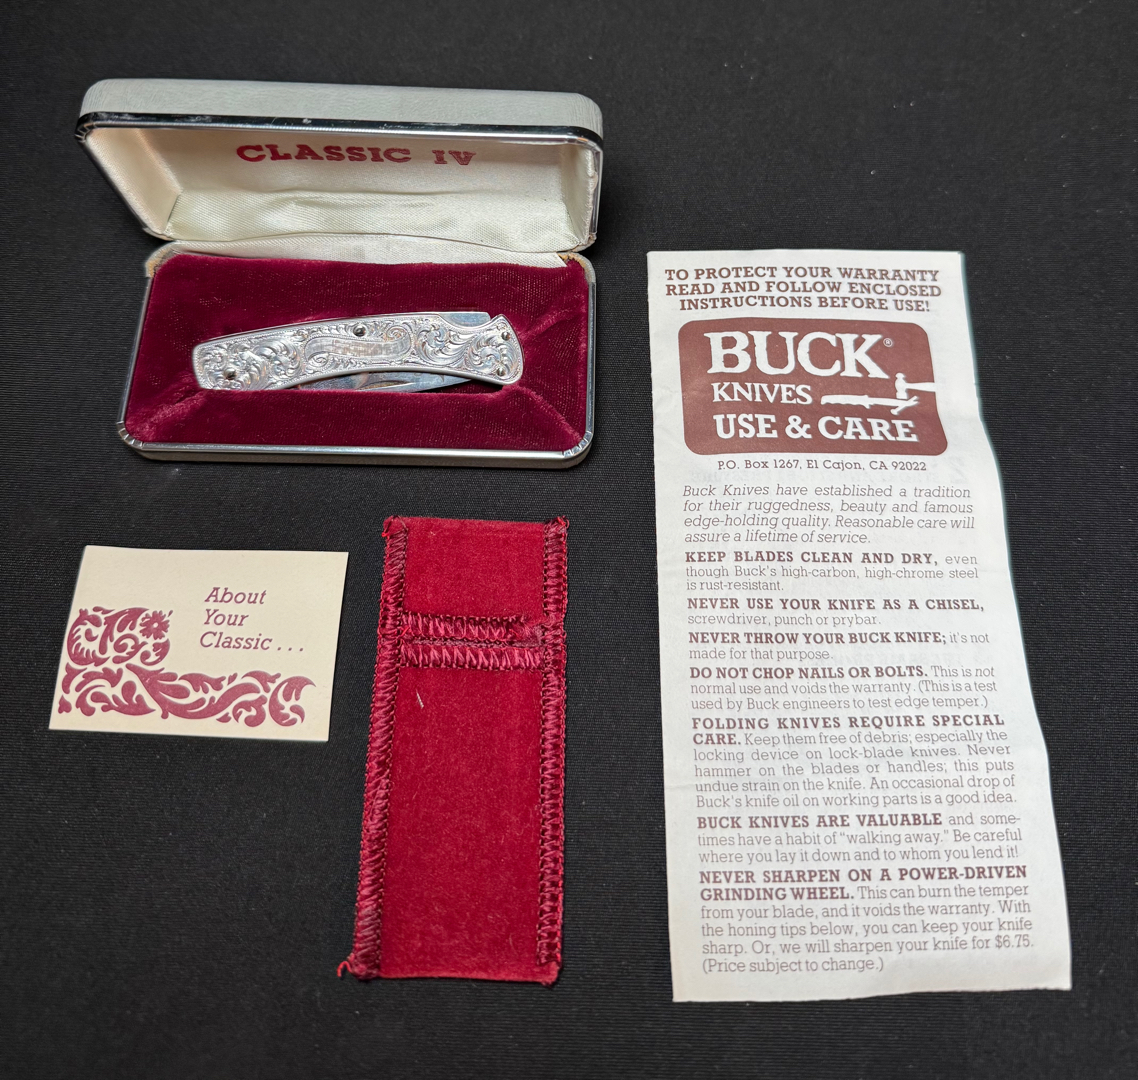 CLASSIC IV
About
Your
Classic . . .
TO PROTECT YOUR WARRANTY
READ AND FOLLOW ENCLOSED
INSTRUCTIONS BEFORE USE!
BUCK®
KNIVES
USE & CARE
P.O. Box 1267, El Cajon, CA 92022
Buck Knives have established a tradition
for their ruggedness, beauty and famous
edge-holding quality. Reasonable care will
assure a lifetime of service.
KEEP BLADES CLEAN AND DRY, even
though Buck's high-carbon, high-chrome steel
is rust-resistant.
NEVER USE YOUR KNIFE AS A CHISEL,
screwdriver, punch or prybar.
NEVER THROW YOUR BUCK KNIFE; it's not
made for that purpose.
DO NOT CHOP NAILS OR BOLTS. This is not
normal use and voids the warranty. (This is a test
used by Buck engineers to test edge temper.)
FOLDING KNIVES REQUIRE SPECIAL
CARE. Keep them free of debris; especially the
locking device on lock-blade knives. Never
hammer on the blades or handles; this puts
undue strain on the knife. An occasional drop of
Buck's knife oil on working parts is a good idea.
BUCK KNIVES ARE VALUABLE and some-
times have a habit of "walking away." Be careful
where you lay it down and to whom you lend it!
NEVER SHARPEN ON A POWER-DRIVEN
GRINDING WHEEL. This can burn the temper
from your blade, and it voids the warranty. With
the honing tips below, you can keep your knife
sharp. Or, we will sharpen your knife for $6.75.
(Price subject to change.)